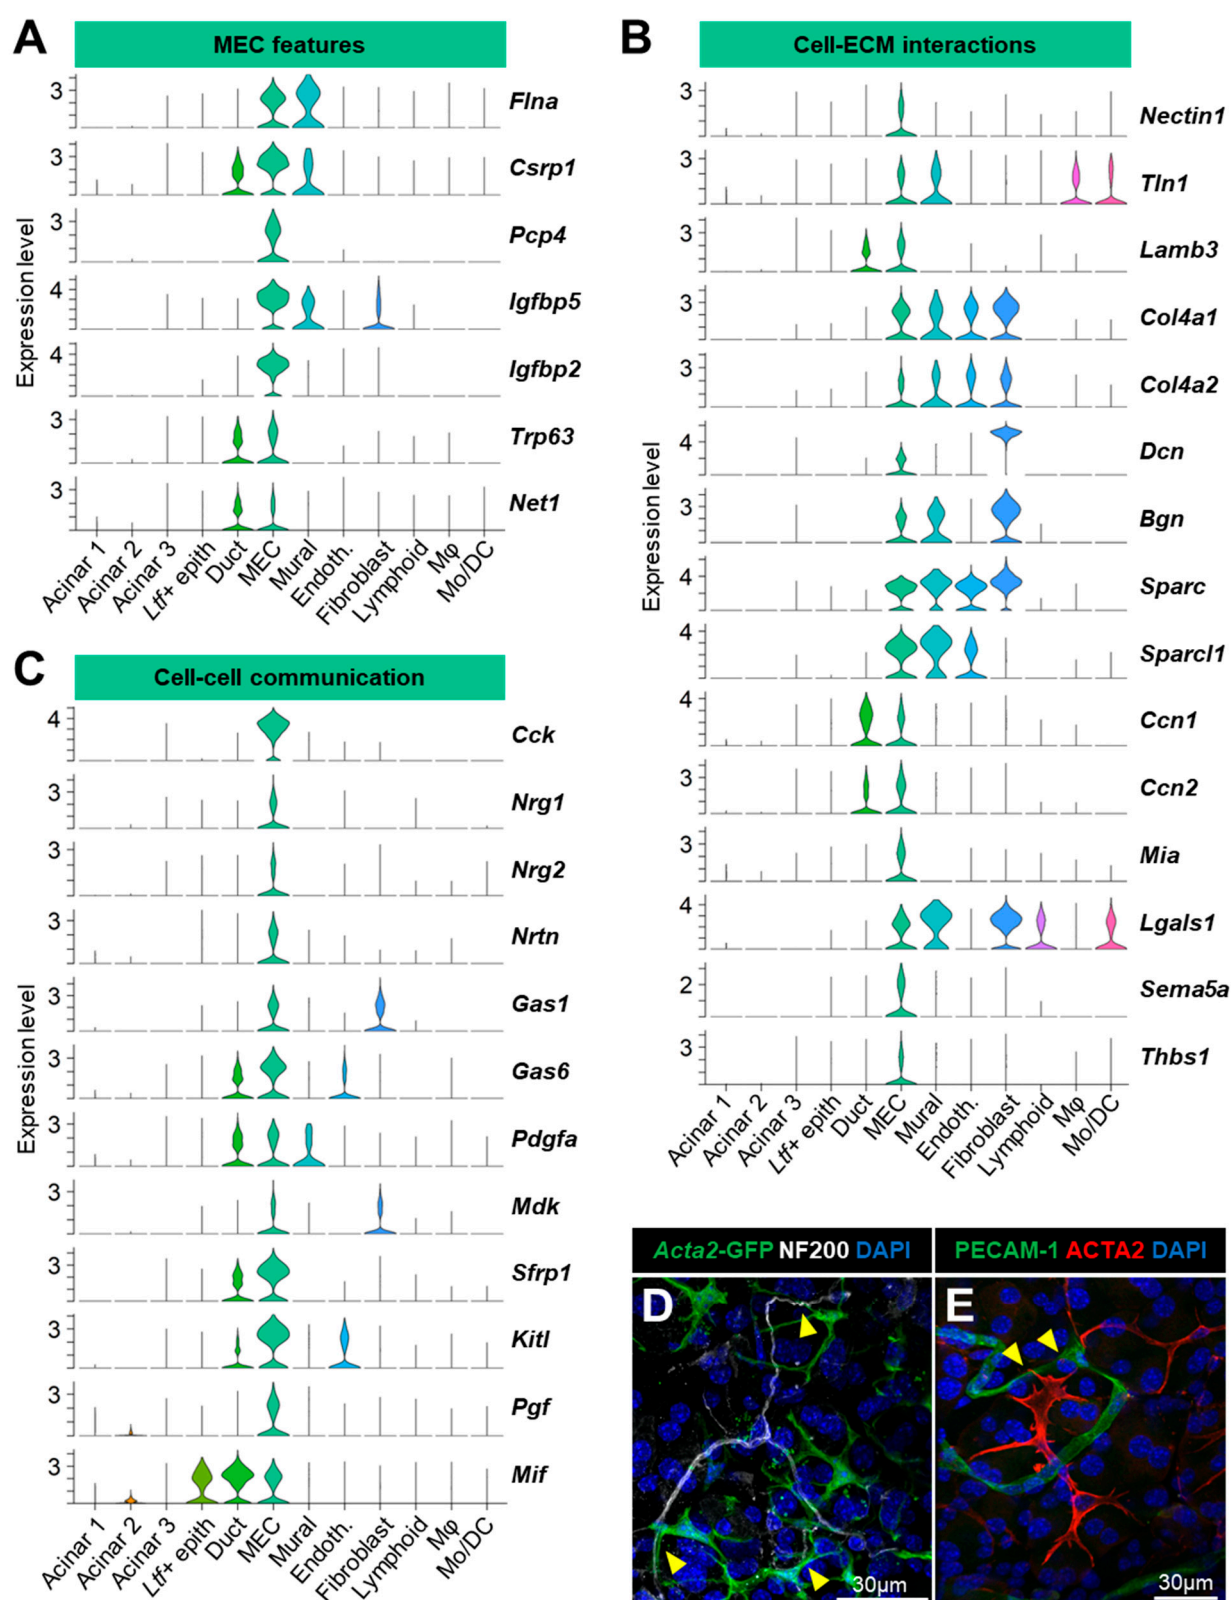 A
MEC features
Expression level
3
Flna
3
Csrp1
3
Pcp4
4
Igfbp5
4
Igfbp2
3
Trp63
3
Net1
Acinar 1
Acinar 2
Acinar 3
Ltf+ epith
Duct
MEC
Mural
Endoth.
Fibroblast
Lymphoid
Mφ
Mo/DC
B
Cell-ECM interactions
Expression level
3
Nectin1
3
Tln1
3
Lamb3
3
Col4a1
3
Col4a2
4
Dcn
3
Bgn
4
Sparc
4
Sparcl1
4
Ccn1
3
Ccn2
3
Mia
4
Lgals1
2
Sema5a
3
Thbs1
Acinar 1
Acinar 2
Acinar 3
Ltf+ epith
Duct
MEC
Mural
Endoth.
Fibroblast
Lymphoid
Mφ
Mo/DC
C
Cell-cell communication
Expression level
4
Cck
3
Nrg1
3
Nrg2
3
Nrtn
3
Gas1
3
Gas6
3
Pdgfa
3
Mdk
3
Sfrp1
3
Kitl
3
Pgf
3
Mif
Acinar 1
Acinar 2
Acinar 3
Ltf+ epith
Duct
MEC
Mural
Endoth.
Fibroblast
Lymphoid
Mφ
Mo/DC
Acta2-GFP NF200 DAPI
D
30μm
PECAM-1 ACTA2 DAPI
E
30μm